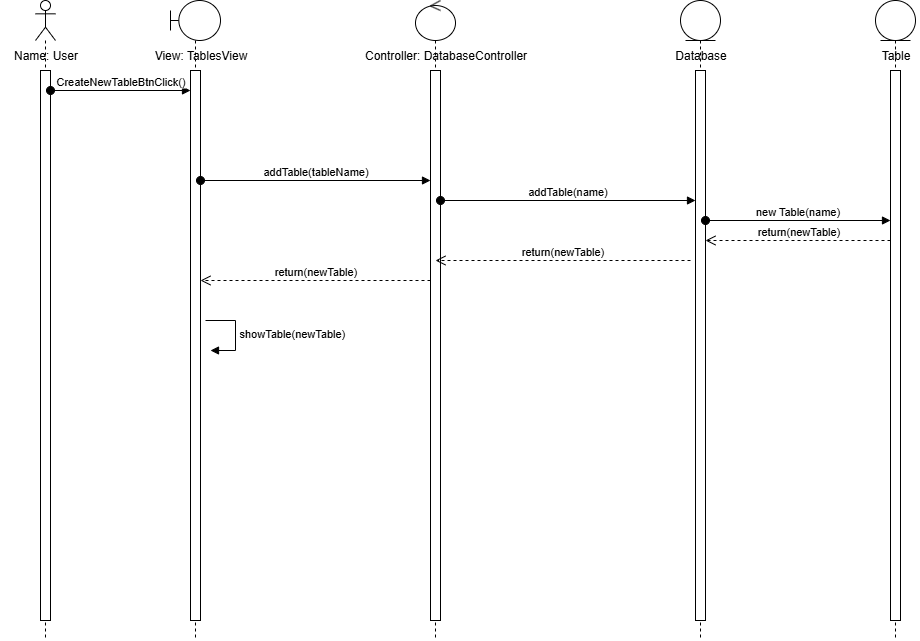 Name: User
View: TablesView
Controller: DatabaseController
Database
Table
CreateNewTableBtnClick()
addTable(tableName)
addTable(name)
new Table(name)
return(newTable)
return(newTable)
return(newTable)
showTable(newTable)